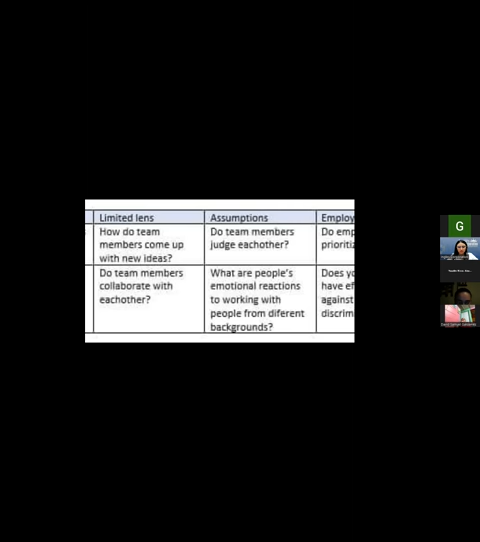 Limited lens
Assumptions
Employ
How do team
members come up
with new ideas?
Do team members
judge eachother?
Do emp
prioritiz
Do team members
collaborate with
eachother?
What are people's
emotional reactions
to working with
people from diferent
backgrounds?
Does yo
have ef
against
discrim
G